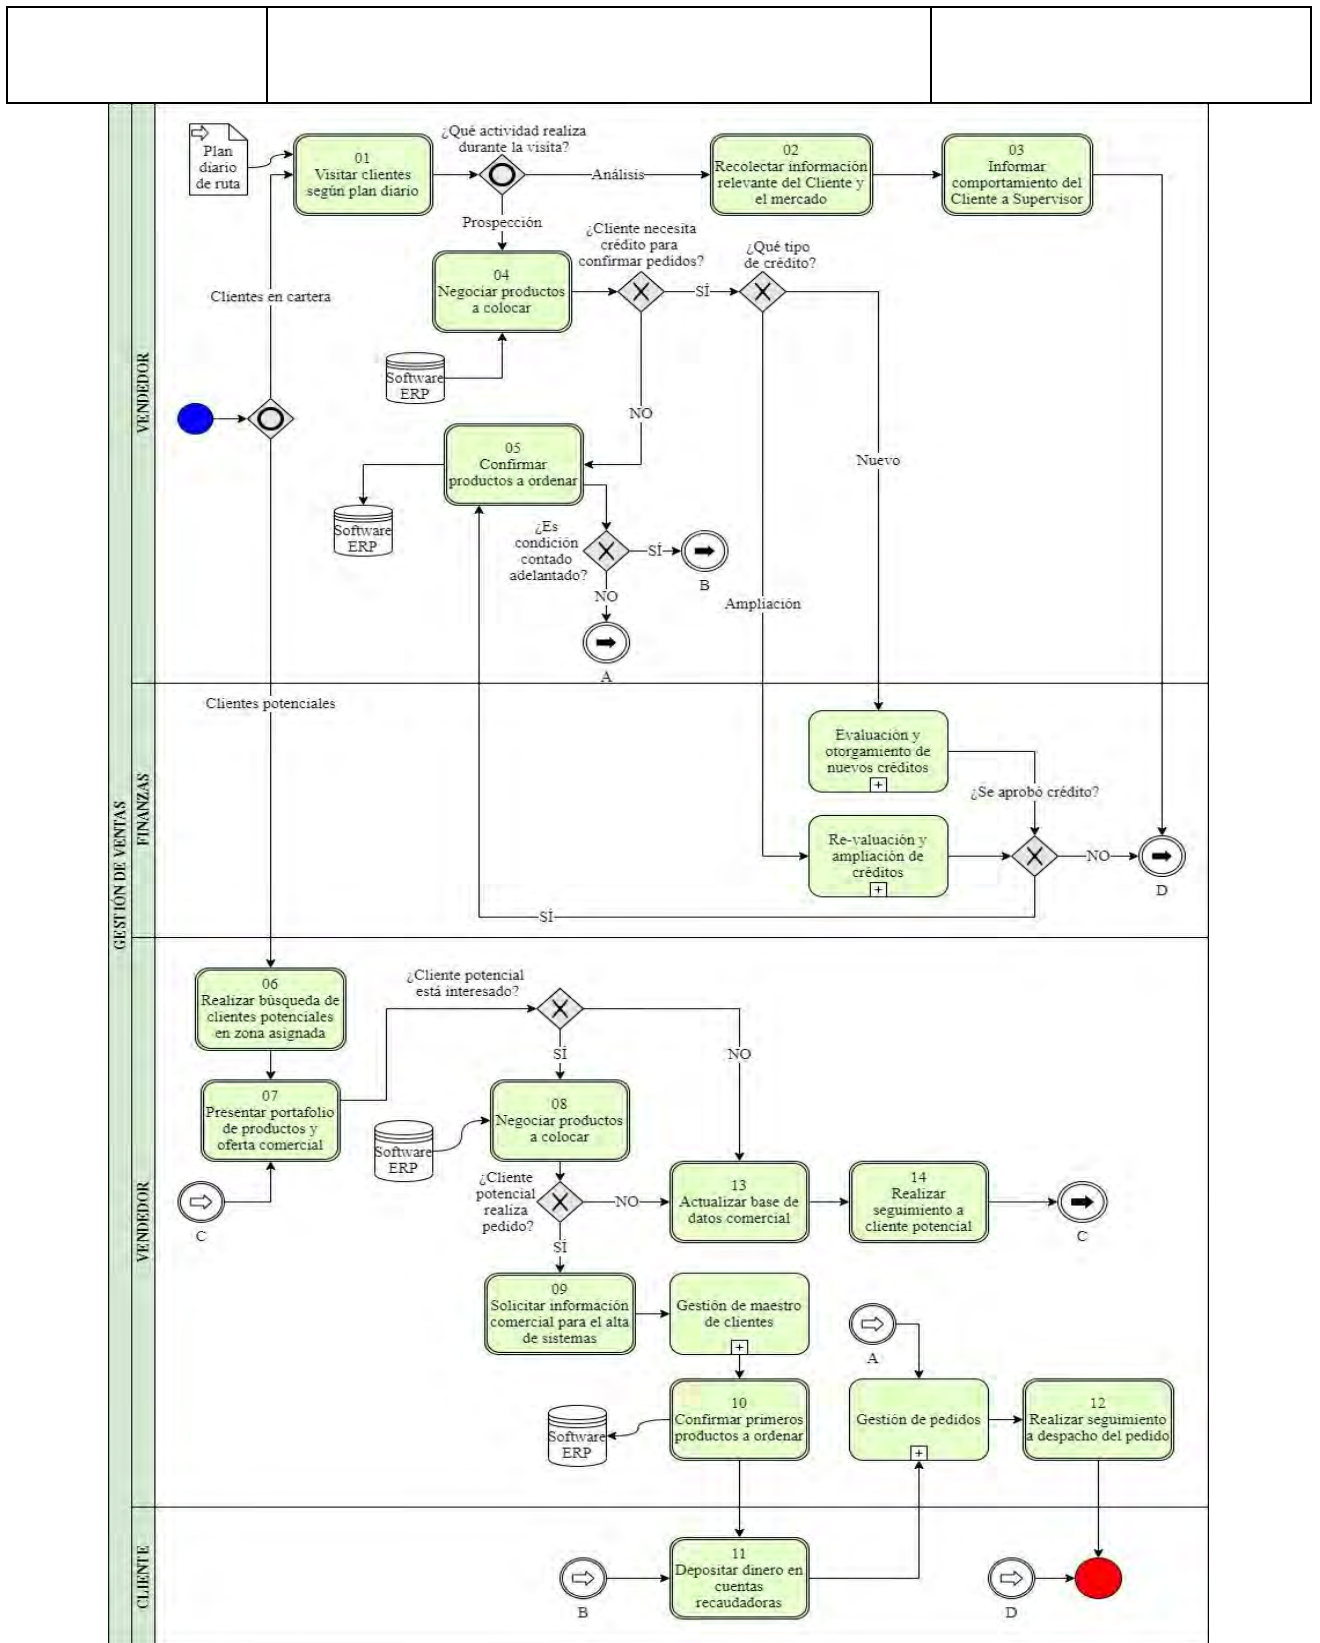 GESTIÓN DE VENTAS
VENDEDOR
Plan
diario
de ruta
01
Visitar clientes
según plan diario
¿Qué actividad realiza
durante la visita?
Análisis
02
Recolectar información
relevante del Cliente y
el mercado
03
Informar
comportamiento del
Cliente a Supervisor
Prospección
04
Negociar productos
a colocar
¿Cliente necesita
crédito para
confirmar pedidos?
SÍ
¿Qué tipo
de crédito?
Clientes en cartera
Software
ERP
NO
05
Confirmar
productos a ordenar
Nuevo
Software
ERP
¿Es
condición
contado
adelantado?
SÍ
B
NO
A
Ampliación
FINANZAS
Clientes potenciales
Evaluación y
otorgamiento de
nuevos créditos
¿Se aprobó crédito?
Re-valuación y
ampliación de
créditos
NO
D
SÍ
VENDEDOR
06
Realizar búsqueda de
clientes potenciales
en zona asignada
¿Cliente potencial
está interesado?
SÍ
NO
07
Presentar portafolio
de productos y
oferta comercial
08
Negociar productos
a colocar
Software
ERP
C
¿Cliente
potencial
realiza
pedido?
NO
13
Actualizar base de
datos comercial
14
Realizar
seguimiento a
cliente potencial
C
SÍ
09
Solicitar información
comercial para el alta
de sistemas
Gestión de maestro
de clientes
A
10
Confirmar primeros
productos a ordenar
Software
ERP
Gestión de pedidos
12
Realizar seguimiento
a despacho del pedido
CLIENTE
B
11
Depositar dinero en
cuentas
recaudadoras
D